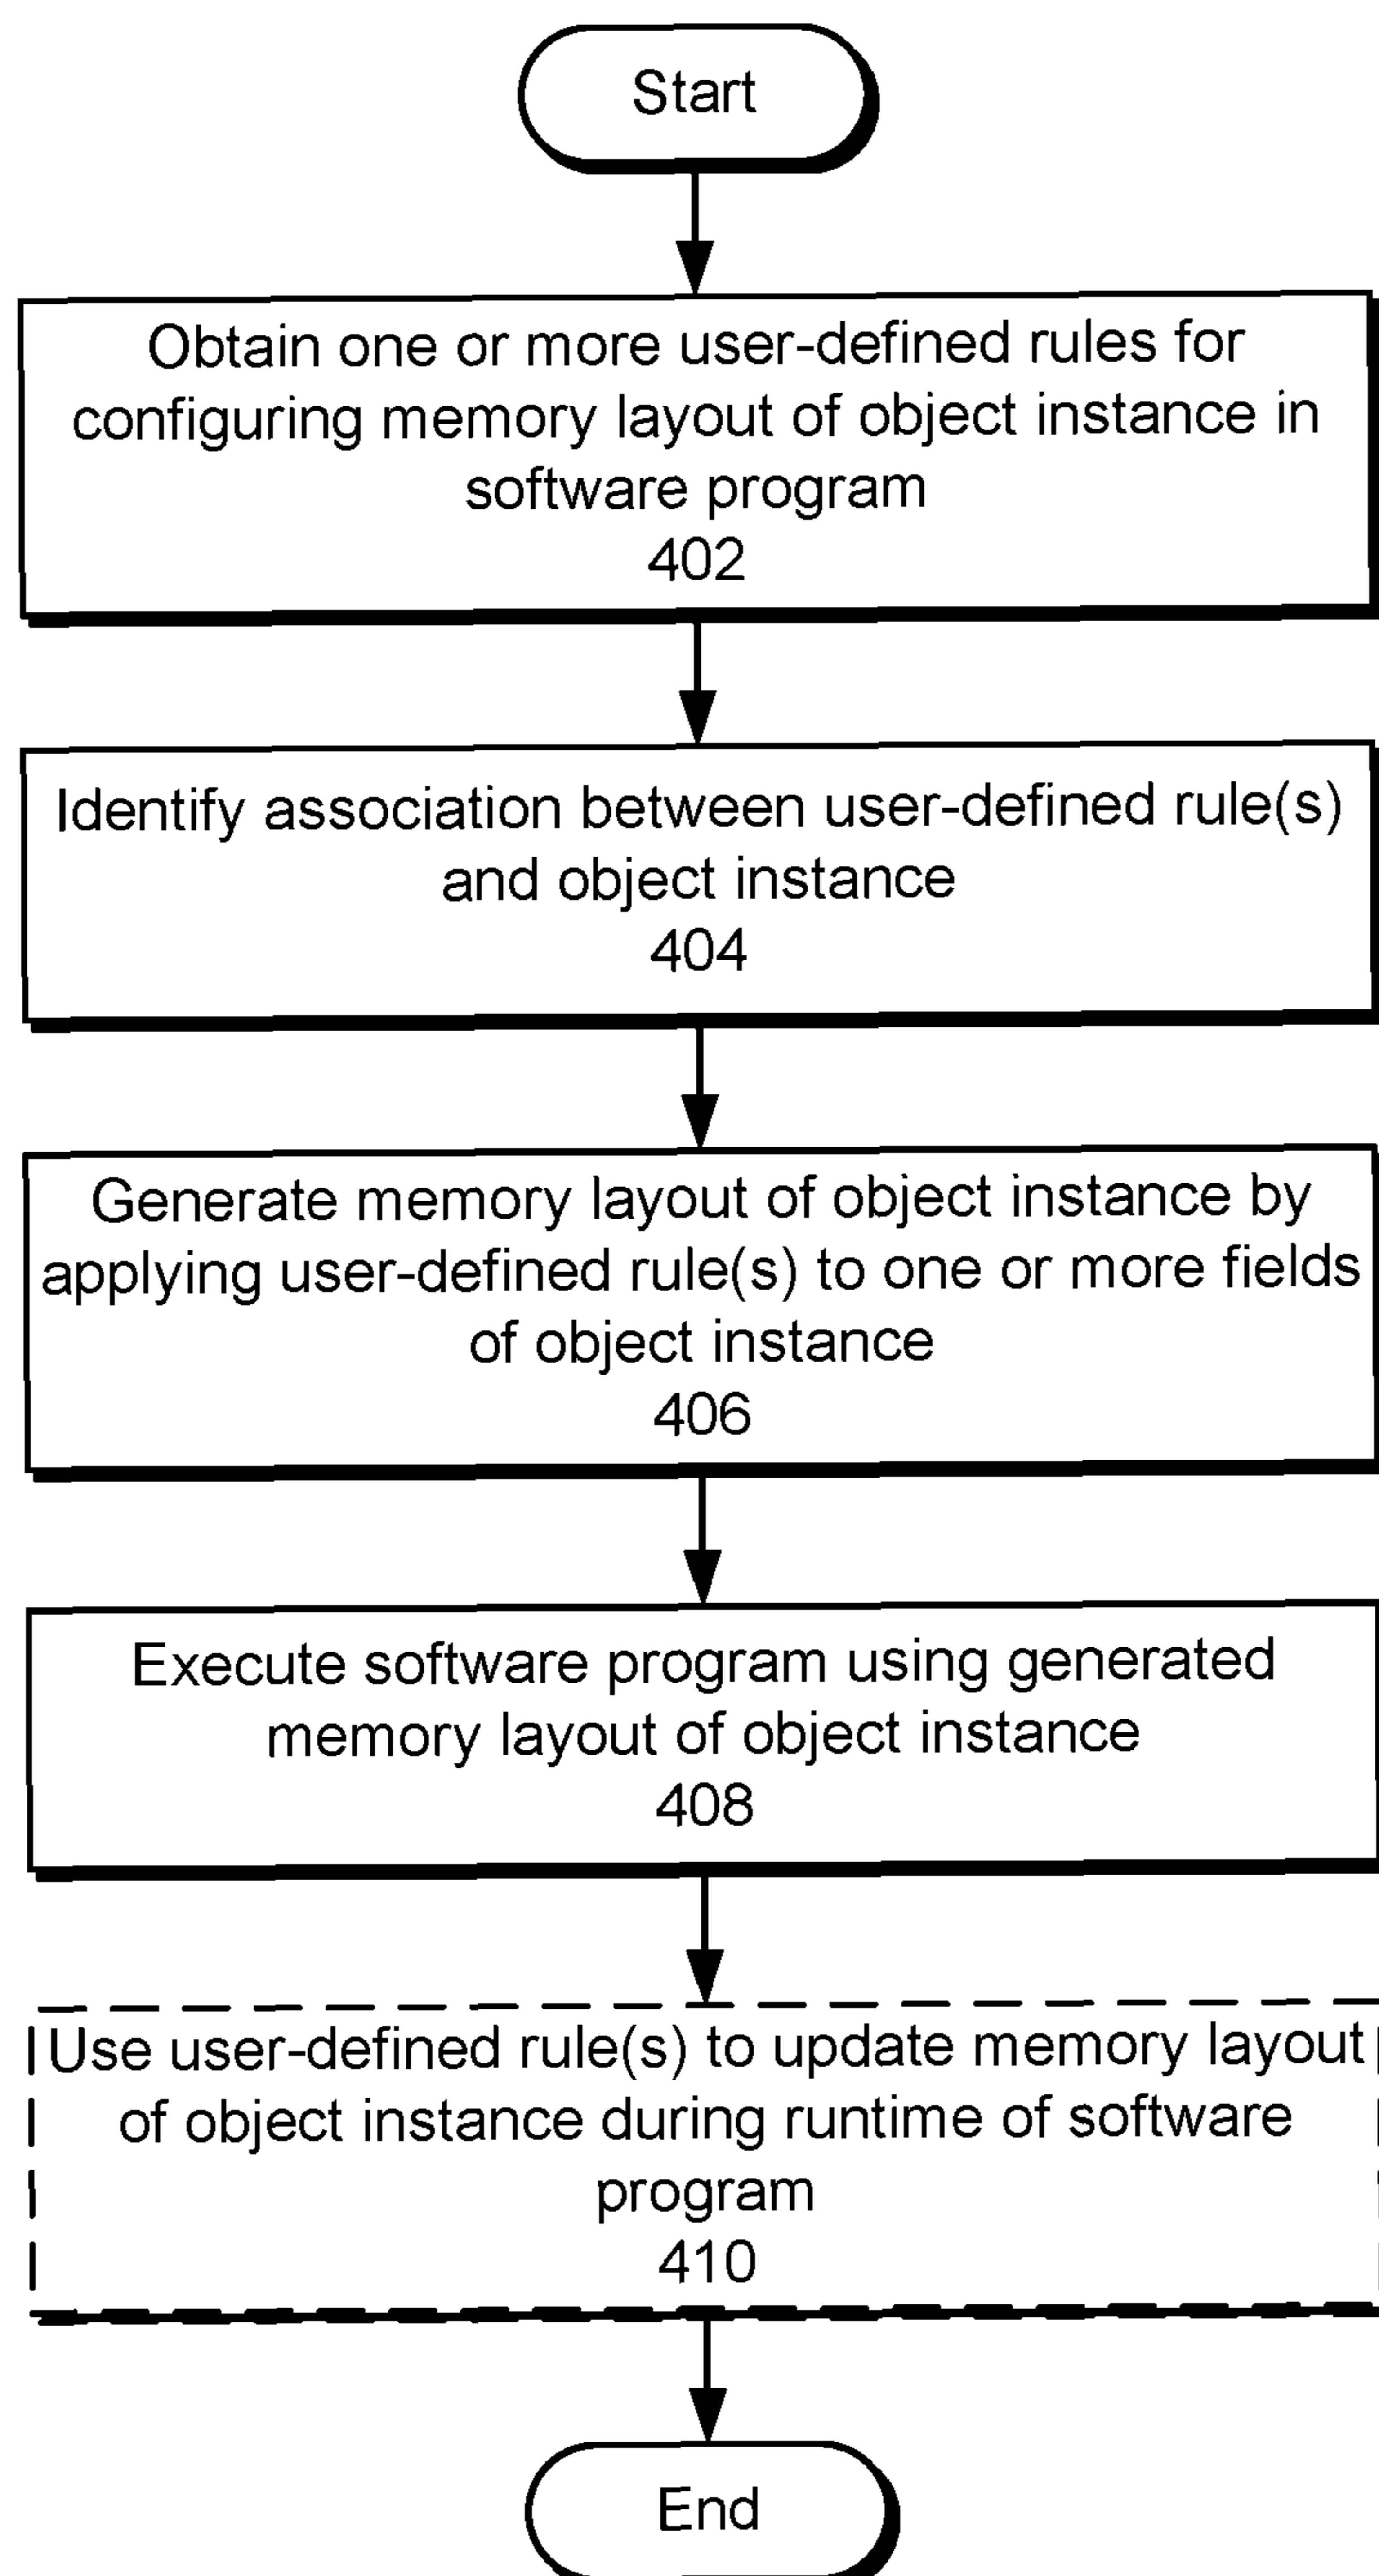 Start
Obtain one or more user-defined rules for
configuring memory layout of object instance in
software program
402
Identify association between user-defined rule(s)
and object instance
404
Generate memory layout of object instance by
applying user-defined rule(s) to one or more fields
of object instance
406
Execute software program using generated
memory layout of object instance
408
Use user-defined rule(s) to update memory layout
of object instance during runtime of software
program
410
End